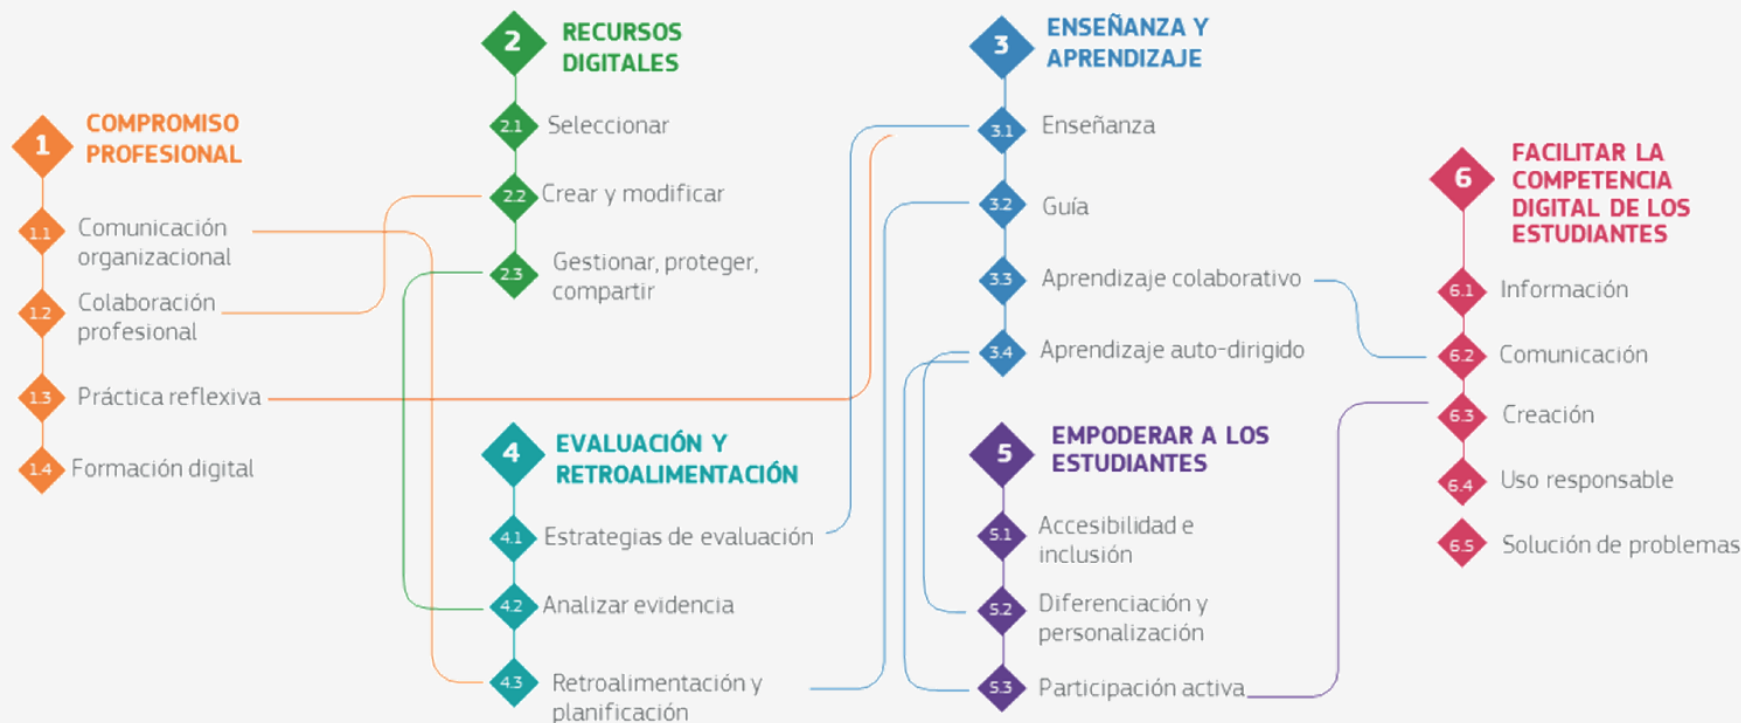 1 COMPROMISO
PROFESIONAL
1.1 Comunicación
organizacional
1.2 Colaboración
profesional
1.3 Práctica reflexiva
1.4 Formación digital
2 RECURSOS
DIGITALES
2.1 Seleccionar
2.2 Crear y modificar
2.3 Gestionar, proteger,
compartir
3 ENSEÑANZA Y
APRENDIZAJE
3.1 Enseñanza
3.2 Guía
3.3 Aprendizaje colaborativo
3.4 Aprendizaje auto-dirigido
4 EVALUACIÓN Y
RETROALIMENTACIÓN
4.1 Estrategias de evaluación
4.2 Analizar evidencia
4.3 Retroalimentación y
planificación
5 EMPODERAR A LOS
ESTUDIANTES
5.1 Accesibilidad e
inclusión
5.2 Diferenciación y
personalización
5.3 Participación activa
6 FACILITAR LA
COMPETENCIA
DIGITAL DE LOS
ESTUDIANTES
6.1 Información
6.2 Comunicación
6.3 Creación
6.4 Uso responsable
6.5 Solución de problemas